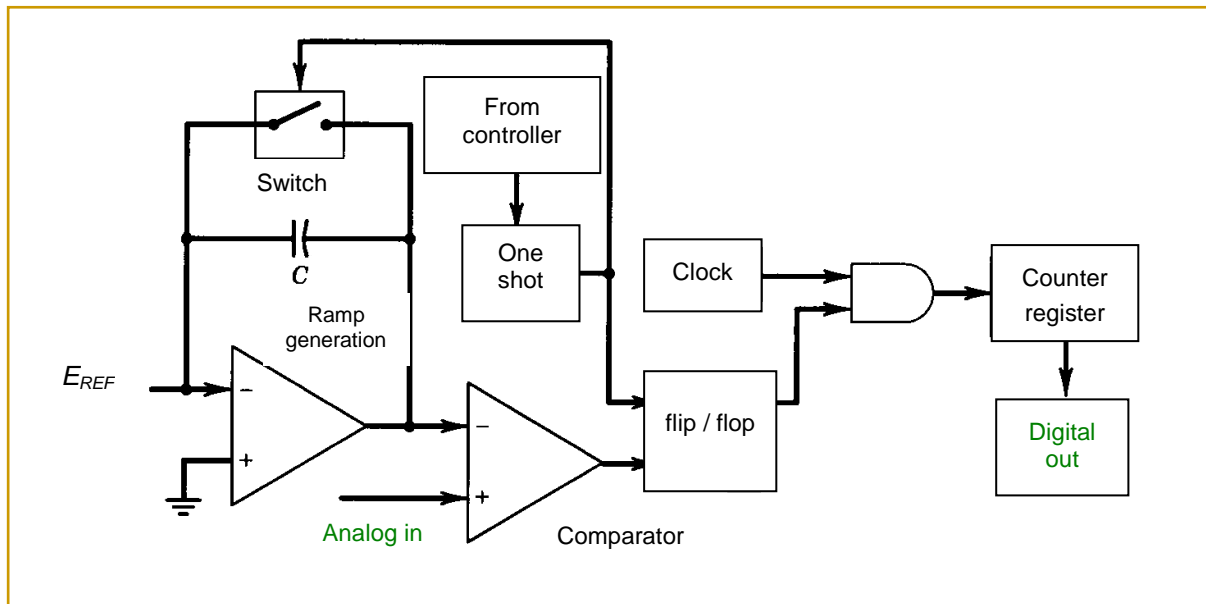 From
controller
Switch
One
shot
Clock
Counter
register
C
Ramp
generation
E_REF
−
+
flip / flop
−
+
Digital
out
Analog in
Comparator